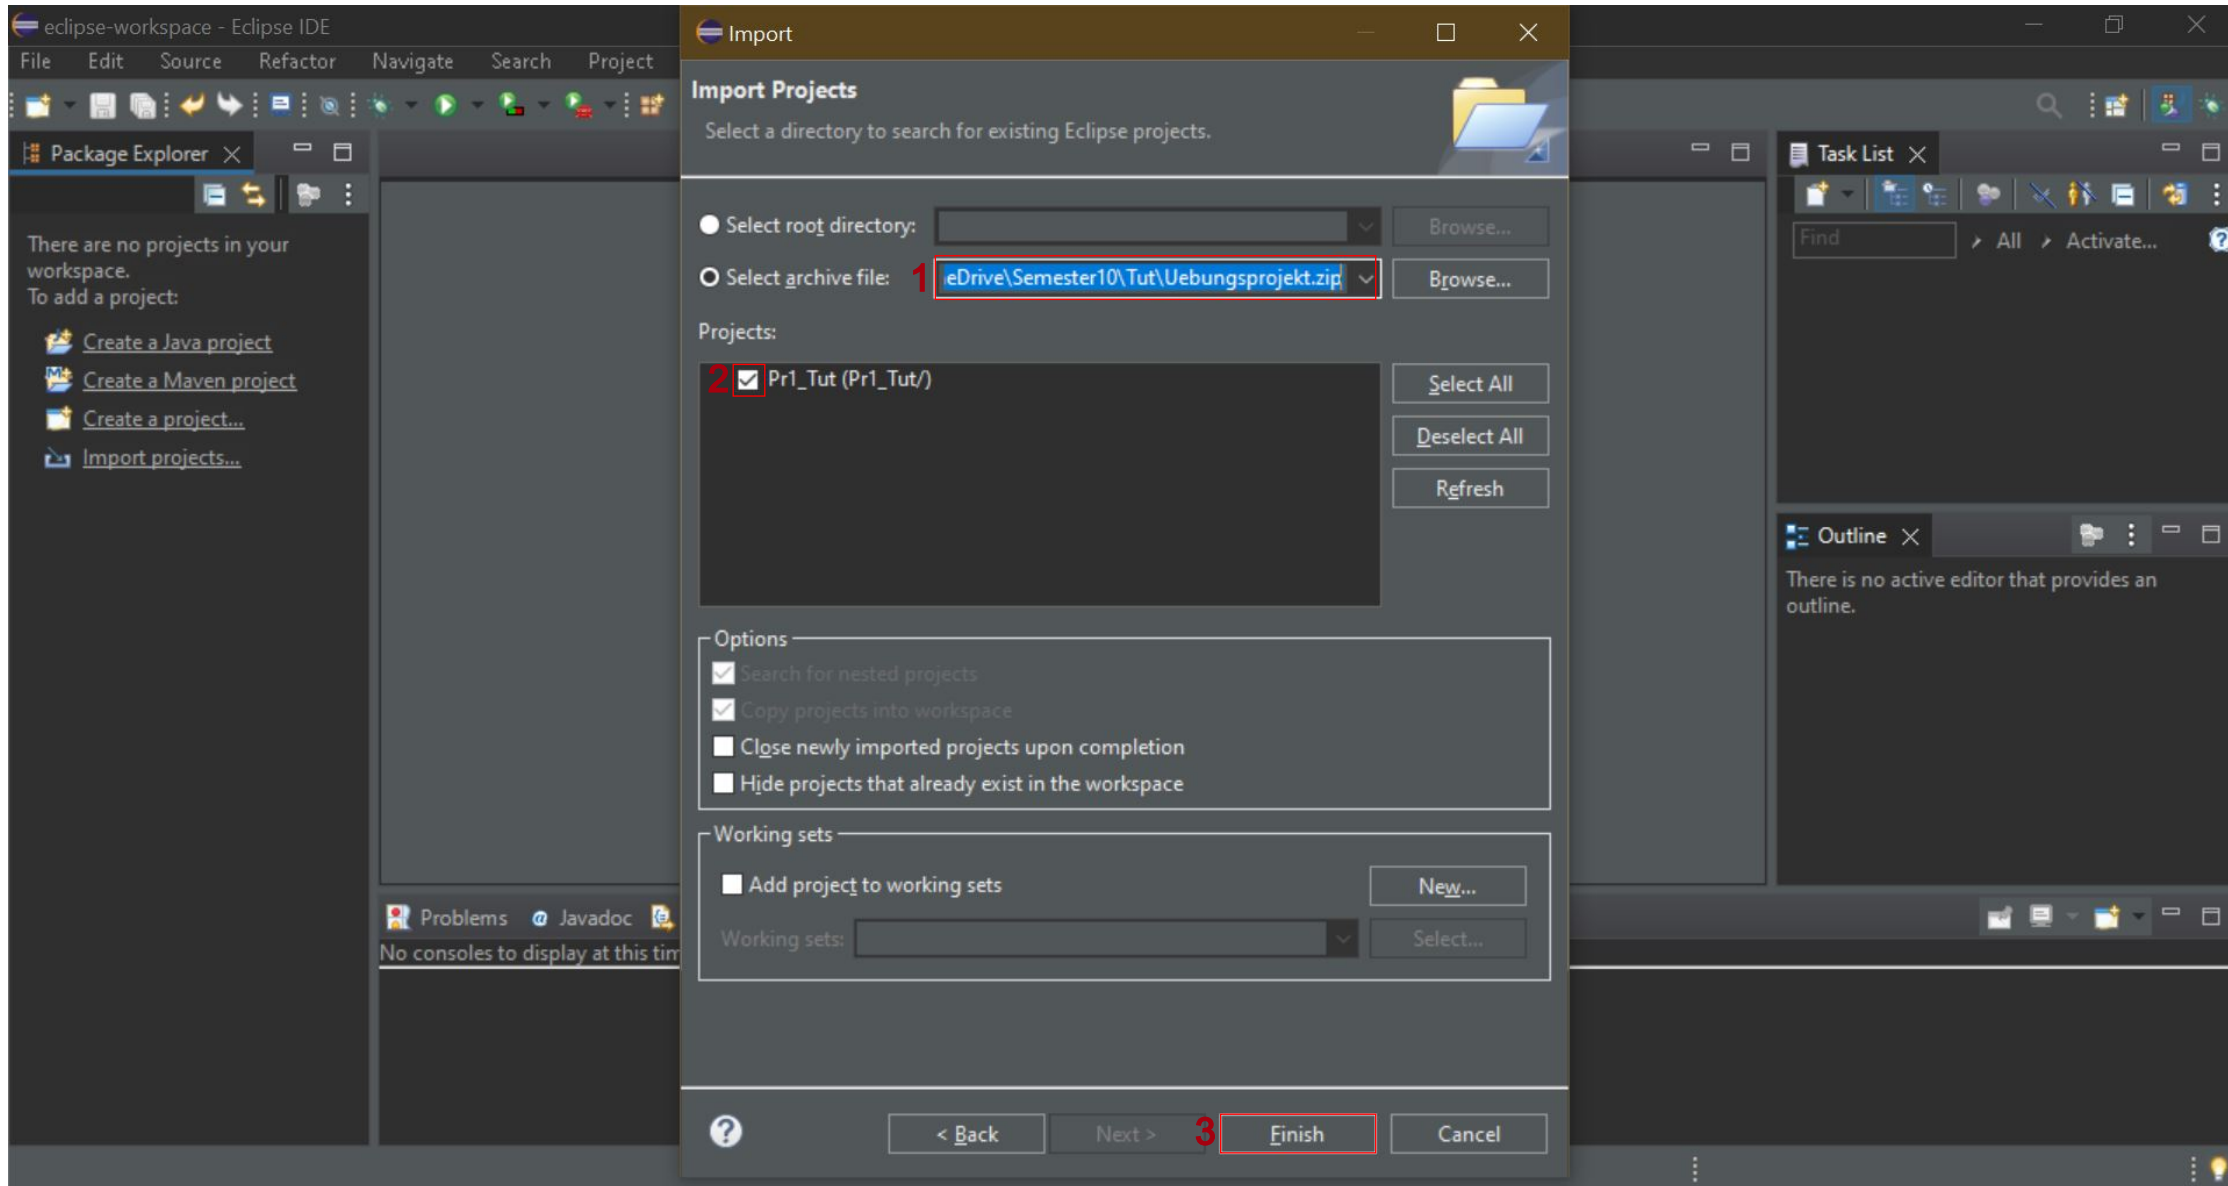 eclipse-workspace - Eclipse IDE
File Edit Source Refactor Navigate Search Project
Package Explorer
There are no projects in your
workspace.
To add a project:
Create a Java project
Create a Maven project
Create a project...
Import projects...
Import
Import Projects
Select a directory to search for existing Eclipse projects.
Select root directory:
Browse...
Select archive file:
1
eDrive\Semester10\Tut\Uebungsprojekt.zip
Browse...
Projects:
2
Pr1_Tut (Pr1_Tut/)
Select All
Deselect All
Refresh
Options
Search for nested projects
Copy projects into workspace
Close newly imported projects upon completion
Hide projects that already exist in the workspace
Working sets
Add project to working sets
New...
Working sets:
Select...
< Back
Next >
3
Finish
Cancel
Problems
@ Javadoc
No consoles to display at this tim
Task List
Find
All
Activate...
Outline
There is no active editor that provides an
outline.